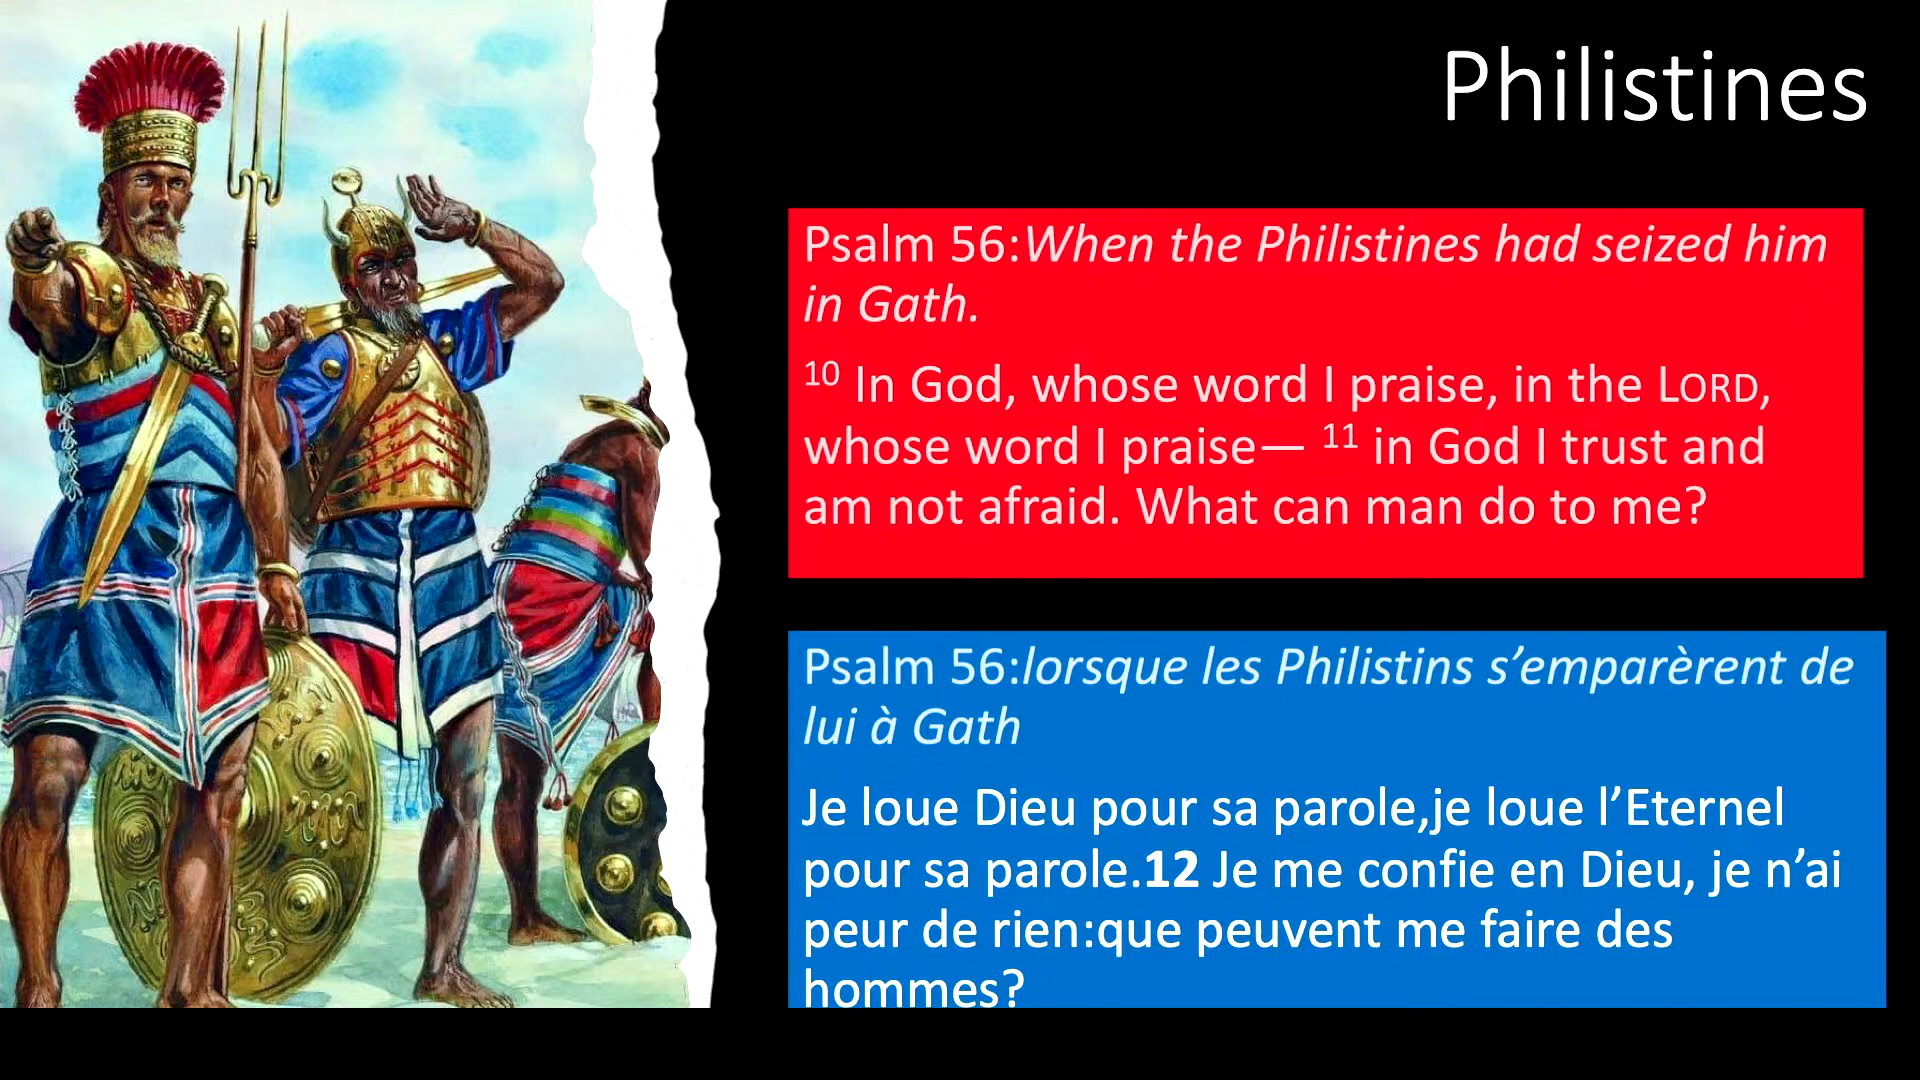 Philistines
Psalm 56:When the Philistines had seized him
in Gath.
10 In God, whose word I praise, in the LORD,
whose word I praise— 11 in God I trust and
am not afraid. What can man do to me?
Psalm 56:lorsque les Philistins s’emparèrent de
lui à Gath
Je loue Dieu pour sa parole,je loue l’Eternel
pour sa parole.12 Je me confie en Dieu, je n’ai
peur de rien:que peuvent me faire des
hommes?